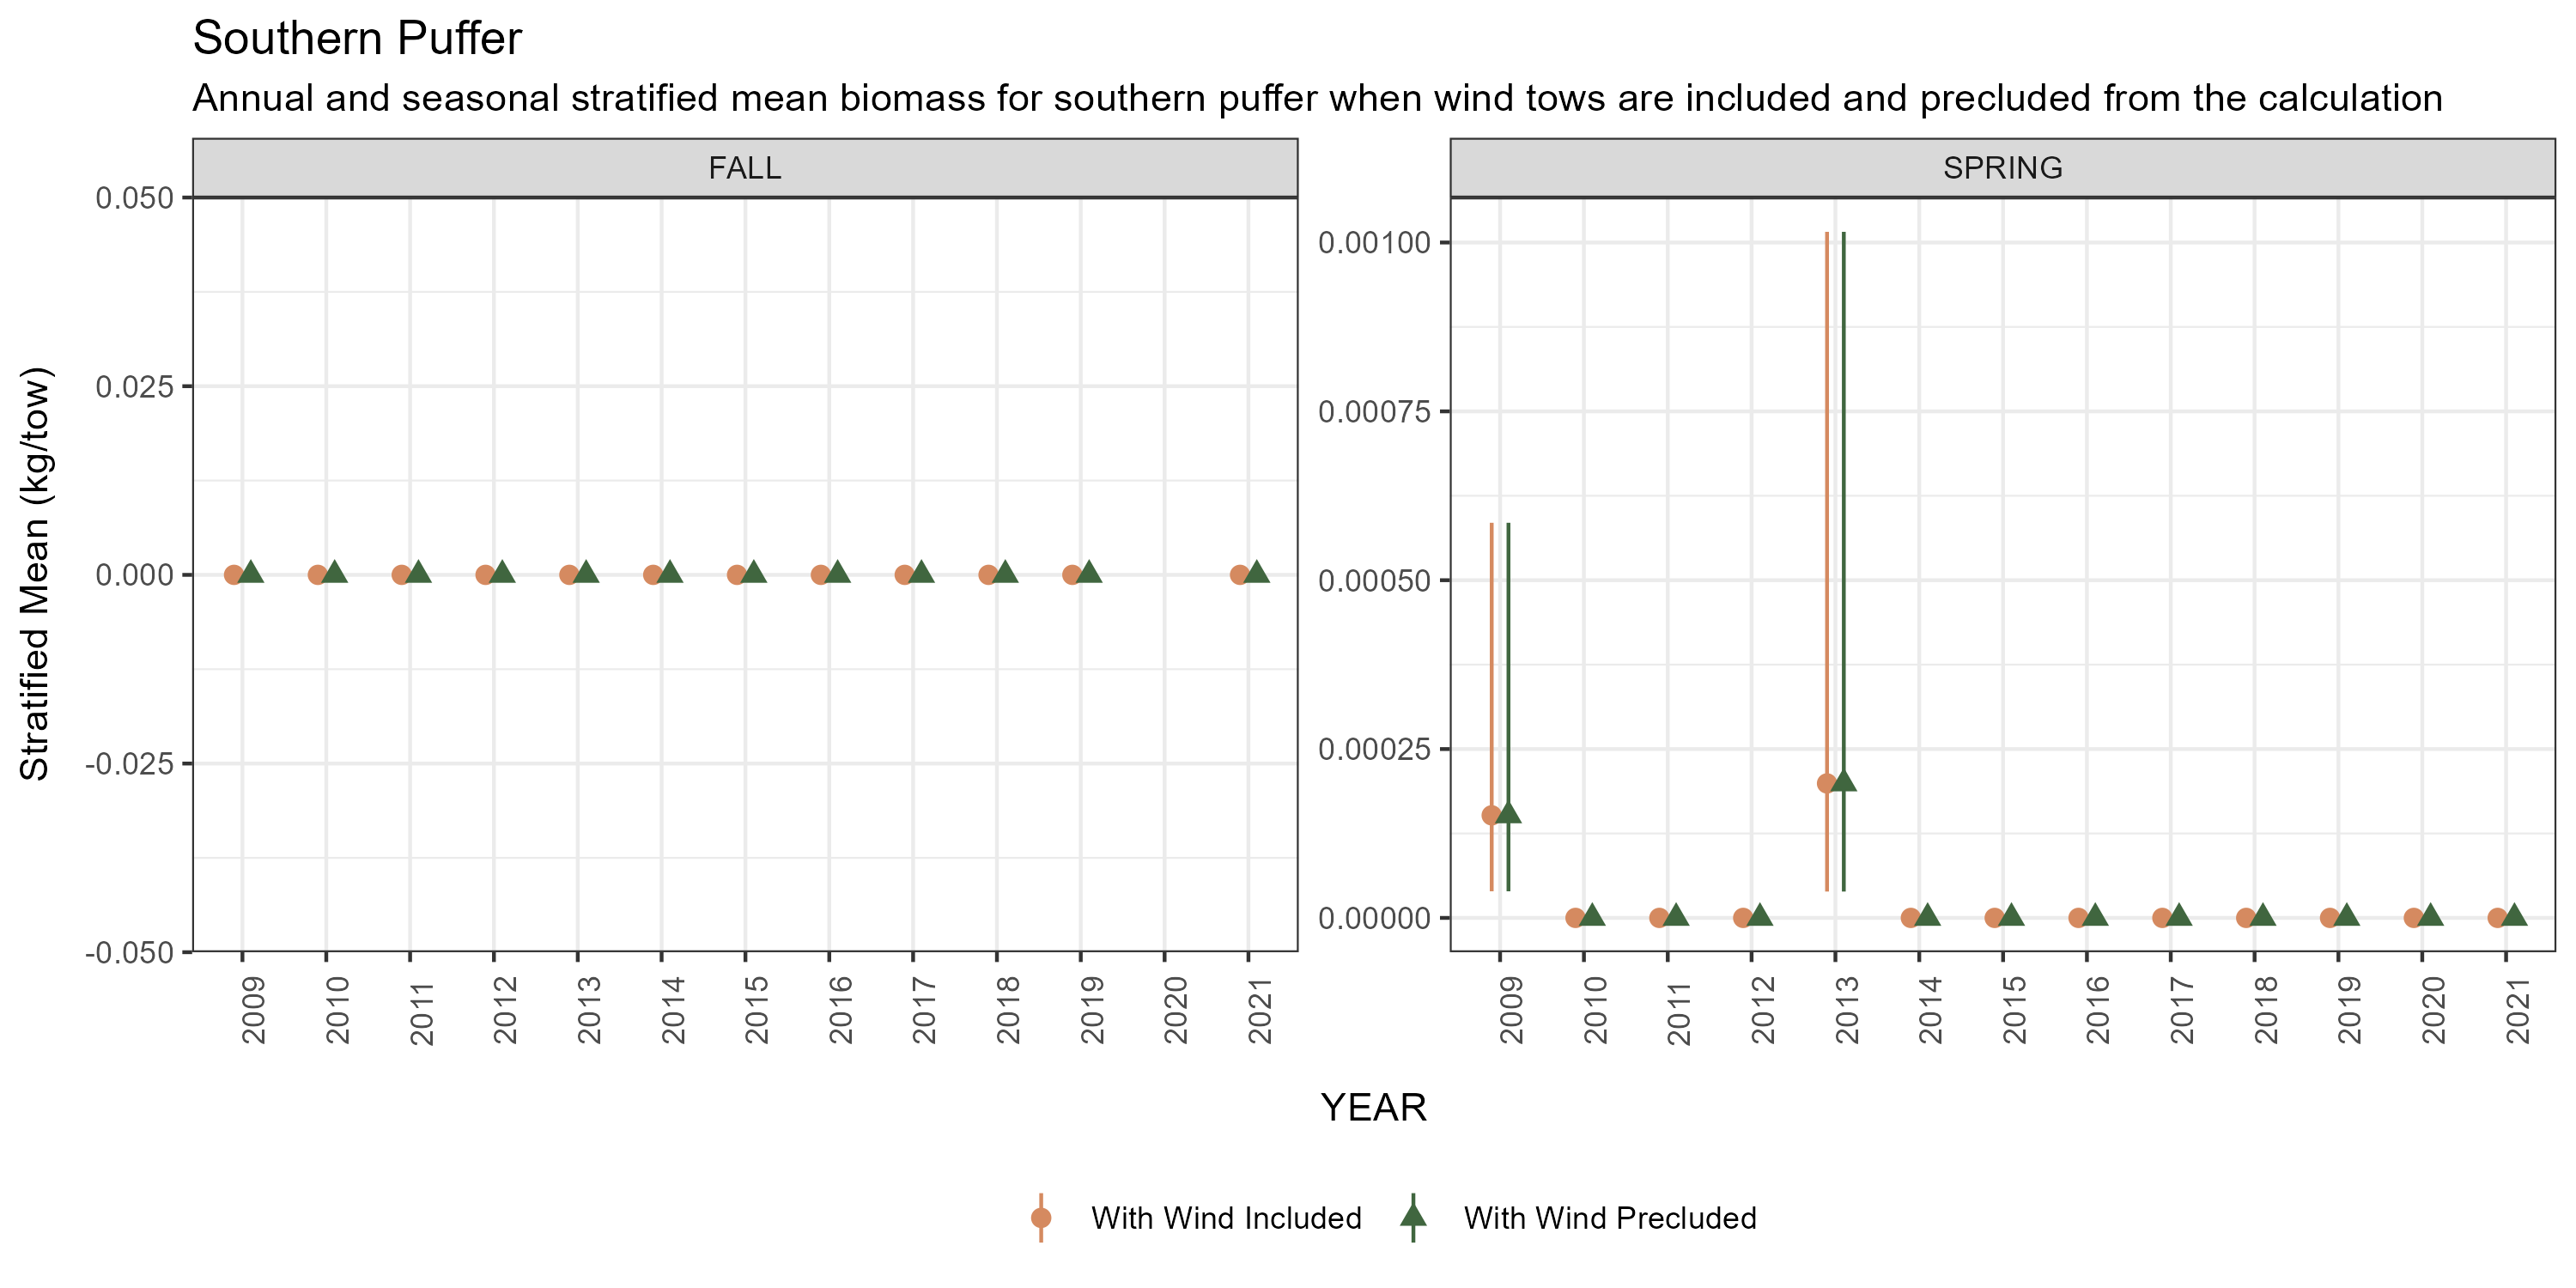 Southern Puffer
Annual and seasonal stratified mean biomass for southern puffer when wind tows are included and precluded from the calculation
FALL
SPRING
Stratified Mean (kg/tow)
0.050
0.025
0.000
-0.025
-0.050
0.00100
0.00075
0.00050
0.00025
0.00000
2009 2010 2011 2012 2013 2014 2015 2016 2017 2018 2019 2020 2021
2009 2010 2011 2012 2013 2014 2015 2016 2017 2018 2019 2020 2021
YEAR
With Wind Included With Wind Precluded